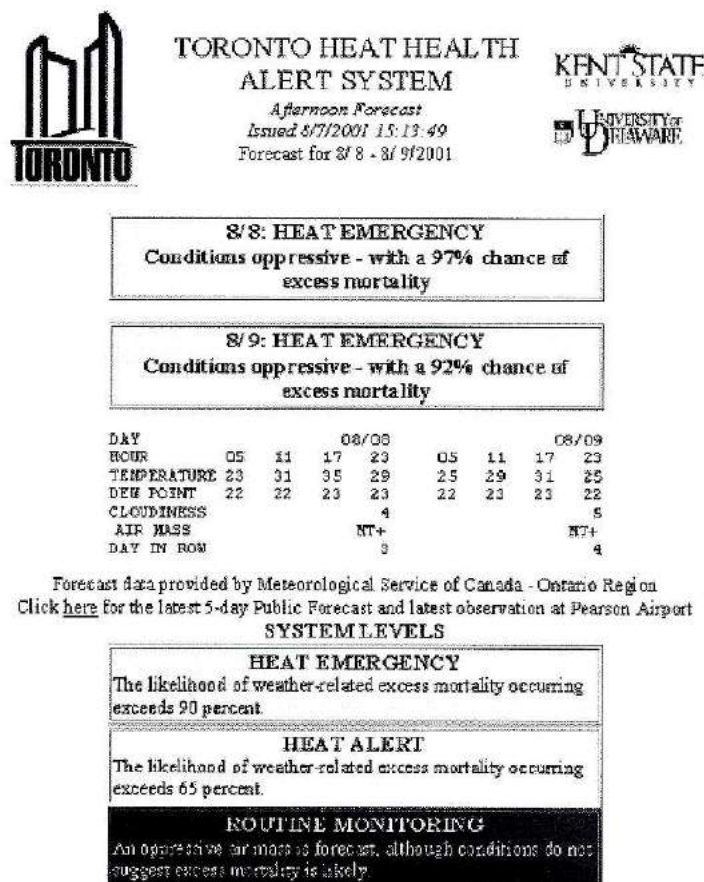 TORONTO
TORONTO HEAT HEALTH
ALERT SYSTEM
Afternoon Forecast
Issued 8/7/2001 15:13:49
Forecast for 8/8 - 8/9/2001
KENT STATE
UNIVERSITY
UNIVERSITY OF
DELAWARE
8/8: HEAT EMERGENCY
Conditions oppressive - with a 97% chance of
excess mortality
8/9: HEAT EMERGENCY
Conditions oppressive - with a 92% chance of
excess mortality
DAY 08/08 08/09
HOUR 05 11 17 23 05 11 17 23
TEMPERATURE 23 31 35 29 25 29 31 25
DEW POINT 22 22 23 23 22 23 23 22
CLOUDINESS 4 5
AIR MASS MT+ MT+
DAY IN ROW 3 4
Forecast data provided by Meteorological Service of Canada - Ontario Region
Click here for the latest 5-day Public Forecast and latest observation at Pearson Airport
SYSTEM LEVELS
HEAT EMERGENCY
The likelihood of weather-related excess mortality occurring
exceeds 90 percent.
HEAT ALERT
The likelihood of weather-related excess mortality occurring
exceeds 65 percent.
ROUTINE MONITORING
An oppressive air mass is forecast, although conditions do not
suggest excess mortality is likely.